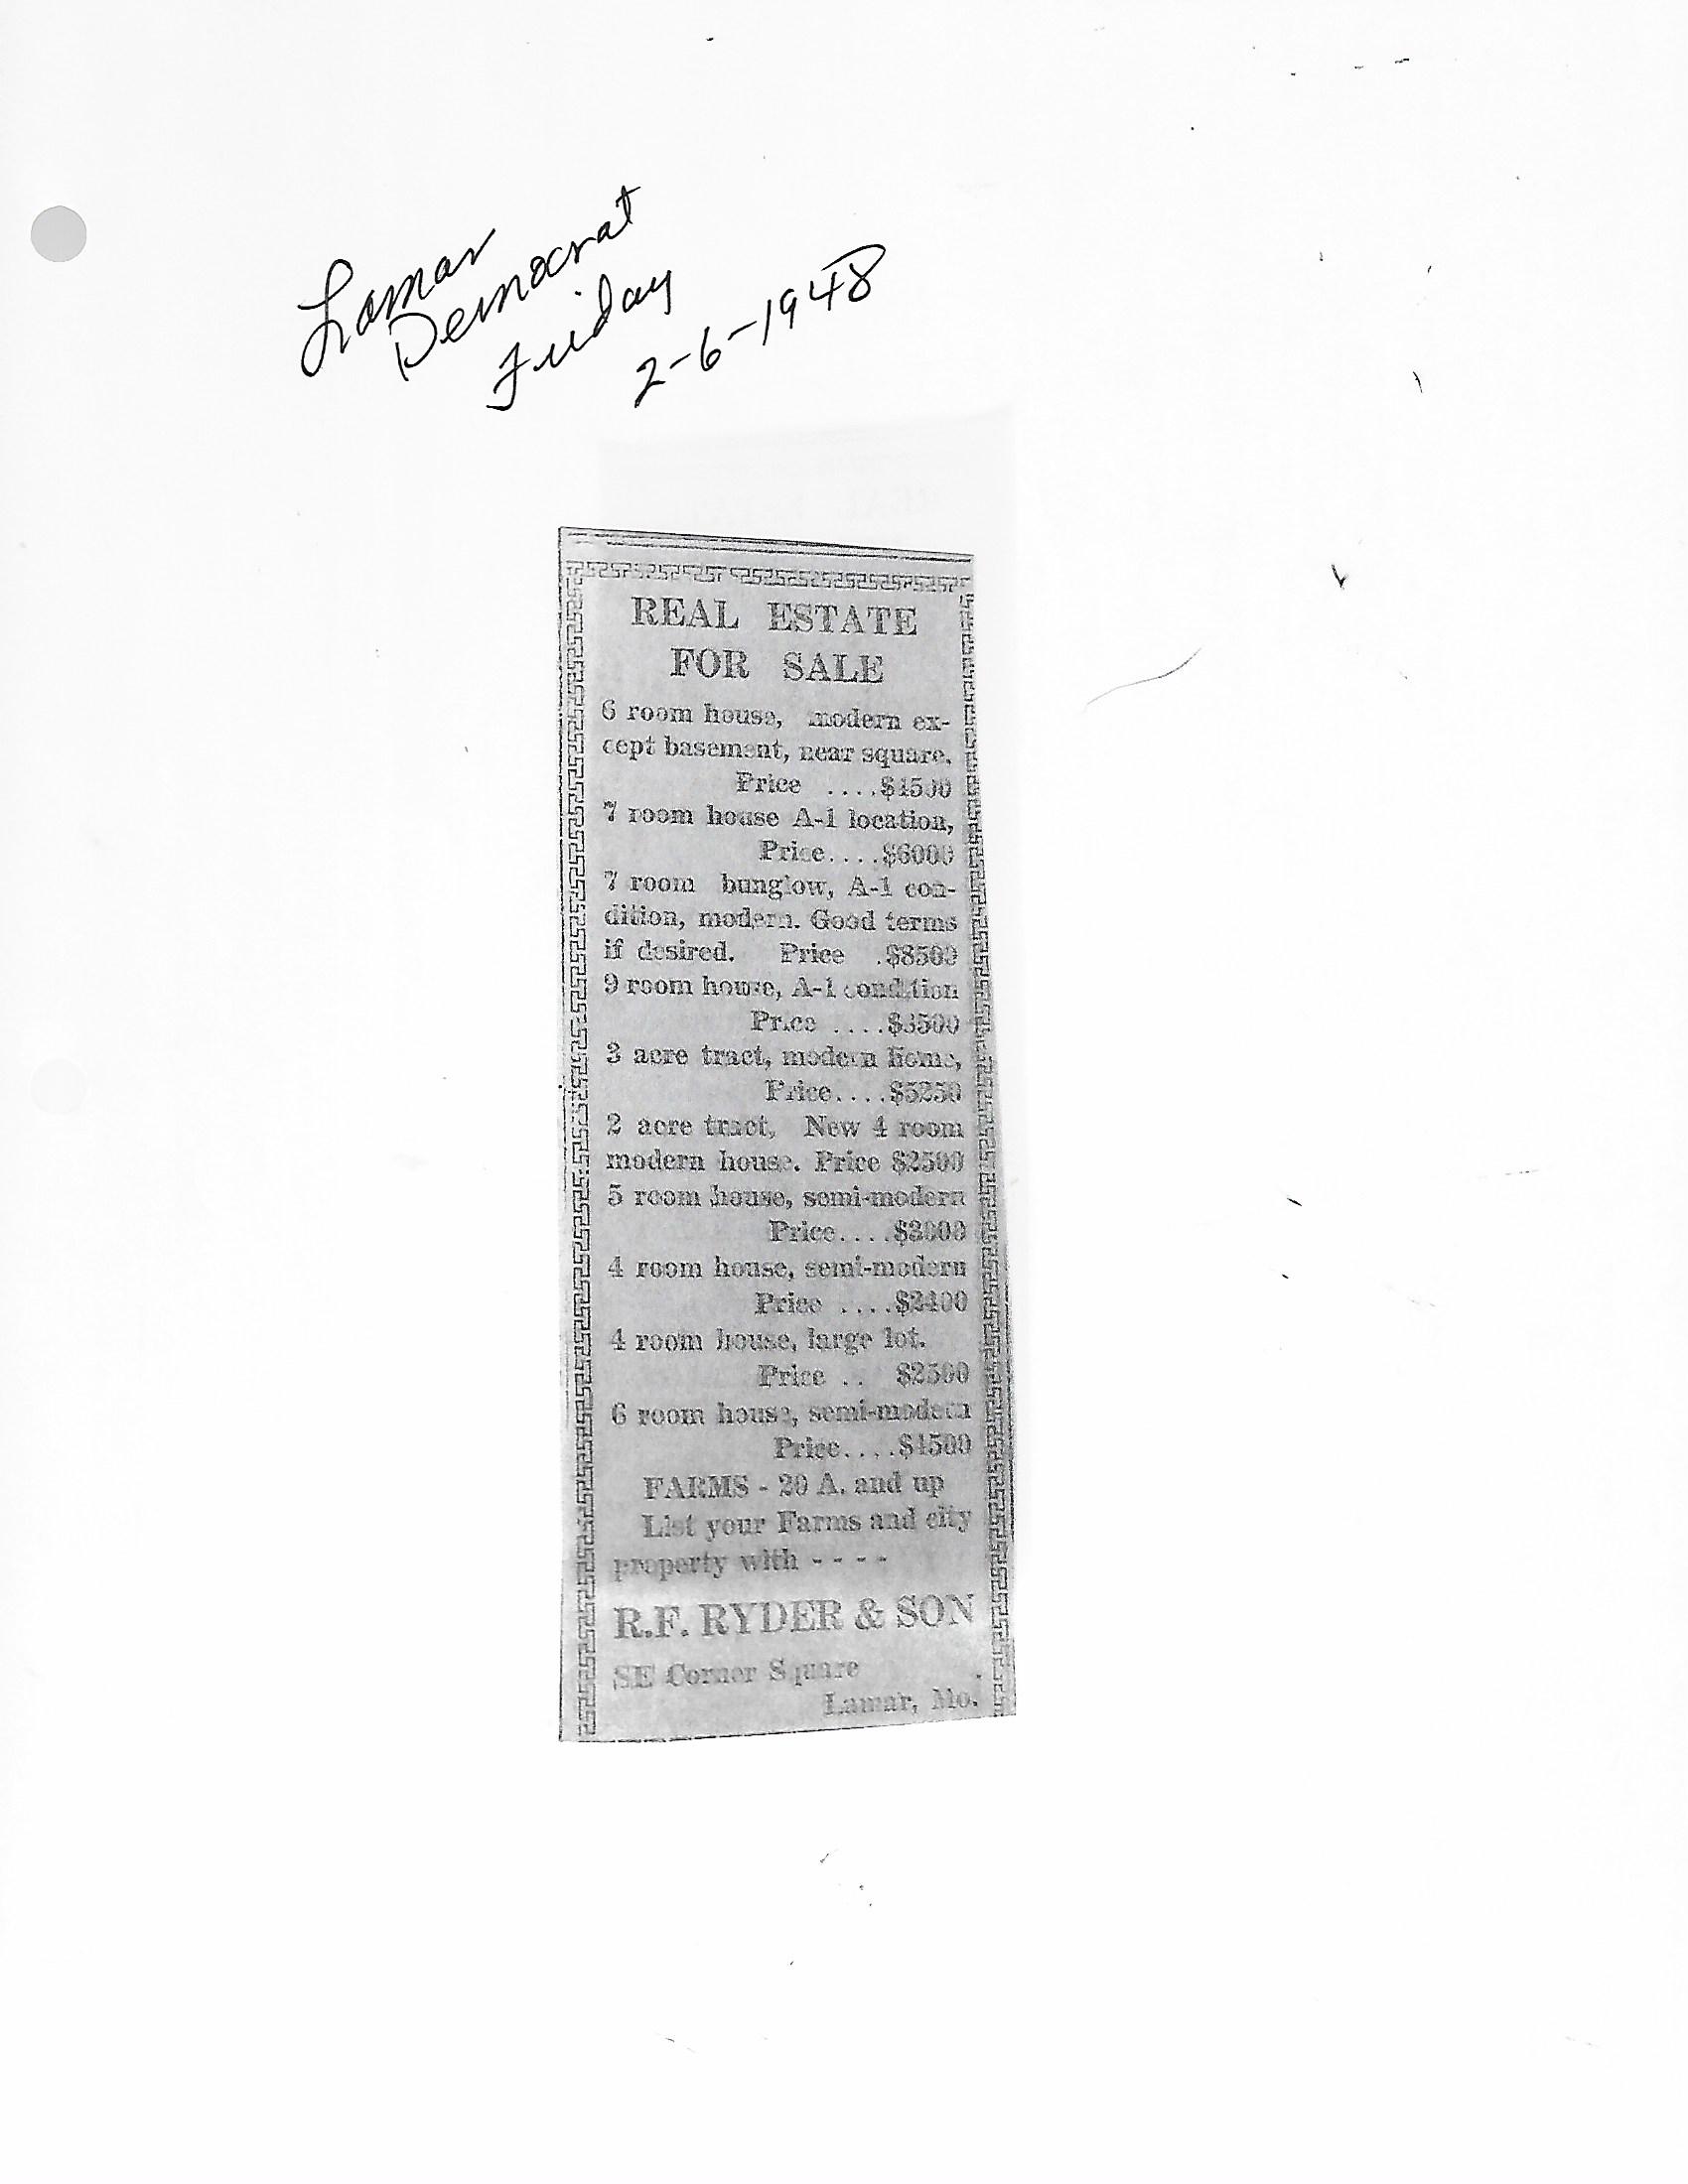 Lamar
Democrat
Friday
2-6-1948
REAL ESTATE
FOR SALE
6 room house, modern ex-
cept basement, near square.
Price ....
7 room house A-1 location,
Price....$6000
7 room bunglow, A-1 con-
dition, modern. Good terms
if desired. Price .$8500
9 room house, A-1 condition
Price ....
3 acre tract, modern home,
Price....$5250
2 acre tract, New 4 room
modern house. Price $2500
5 room house, semi-modern
Price....
4 room house, semi-modern
Price ....$2400
4 room house, large lot.
Price .. $2500
6 room house, semi-modern
Price....$4500
FARMS - 20 A. and up
List your Farms and city
property with - - - -
R.F. RYDER & SON
SE Corner Square
Lamar, Mo.